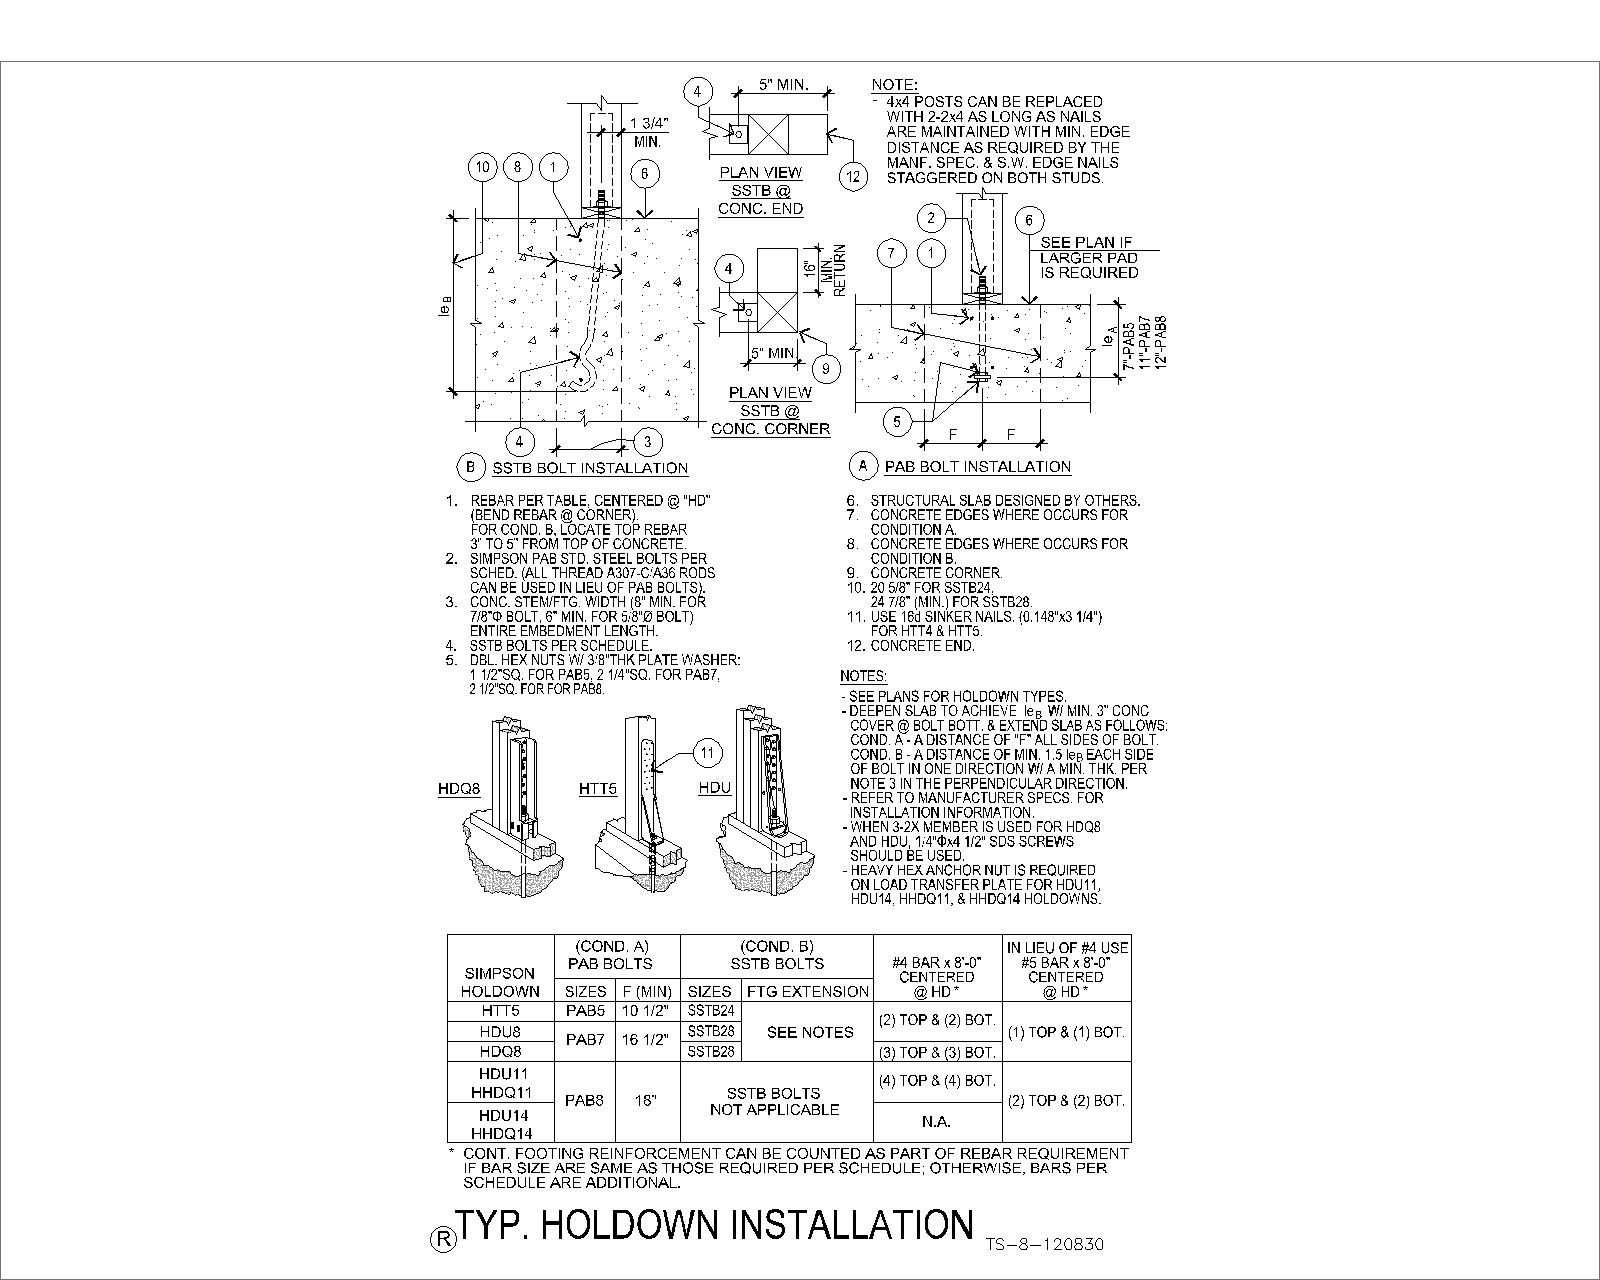 5" MIN.
4
NOTE:
- 4x4 POSTS CAN BE REPLACED
WITH 2-2x4 AS LONG AS NAILS
ARE MAINTAINED WITH MIN. EDGE
DISTANCE AS REQUIRED BY THE
MANF. SPEC. & S.W. EDGE NAILS
STAGGERED ON BOTH STUDS.
1 3/4"
MIN.
10
8
1
6
12
PLAN VIEW
SSTB @
CONC. END
2
6
SEE PLAN IF
LARGER PAD
IS REQUIRED
7
1
4
16"
MIN.
RETURN
leB
leA
7"-PAB5
11"-PAB7
12"-PAB8
5" MIN.
9
PLAN VIEW
SSTB @
CONC. CORNER
5
F
F
4
3
B
SSTB BOLT INSTALLATION
A
PAB BOLT INSTALLATION
1. REBAR PER TABLE, CENTERED @ "HD"
(BEND REBAR @ CORNER).
FOR COND. B, LOCATE TOP REBAR
3" TO 5" FROM TOP OF CONCRETE.
2. SIMPSON PAB STD. STEEL BOLTS PER
SCHED. (ALL THREAD A307-C/A36 RODS
CAN BE USED IN LIEU OF PAB BOLTS).
3. CONC. STEM/FTG. WIDTH (8" MIN. FOR
7/8"Φ BOLT, 6" MIN. FOR 5/8"Ø BOLT)
ENTIRE EMBEDMENT LENGTH.
4. SSTB BOLTS PER SCHEDULE.
5. DBL. HEX NUTS W/ 3/8"THK PLATE WASHER:
1 1/2"SQ. FOR PAB5, 2 1/4"SQ. FOR PAB7,
2 1/2"SQ. FOR FOR PAB8.
6. STRUCTURAL SLAB DESIGNED BY OTHERS.
7. CONCRETE EDGES WHERE OCCURS FOR
CONDITION A.
8. CONCRETE EDGES WHERE OCCURS FOR
CONDITION B.
9. CONCRETE CORNER.
10. 20 5/8" FOR SSTB24,
24 7/8" (MIN.) FOR SSTB28.
11. USE 16d SINKER NAILS. (0.148"x3 1/4")
FOR HTT4 & HTT5.
12. CONCRETE END.
NOTES:
- SEE PLANS FOR HOLDOWN TYPES.
- DEEPEN SLAB TO ACHIEVE leB W/ MIN. 3" CONC
COVER @ BOLT BOTT. & EXTEND SLAB AS FOLLOWS:
COND. A - A DISTANCE OF "F" ALL SIDES OF BOLT.
COND. B - A DISTANCE OF MIN. 1.5 leB EACH SIDE
OF BOLT IN ONE DIRECTION W/ A MIN. THK. PER
NOTE 3 IN THE PERPENDICULAR DIRECTION.
- REFER TO MANUFACTURER SPECS. FOR
INSTALLATION INFORMATION.
- WHEN 3-2X MEMBER IS USED FOR HDQ8
AND HDU, 1/4"Φx4 1/2" SDS SCREWS
SHOULD BE USED.
- HEAVY HEX ANCHOR NUT IS REQUIRED
ON LOAD TRANSFER PLATE FOR HDU11,
HDU14, HHDQ11, & HHDQ14 HOLDOWNS.
HDQ8
HTT5
11
HDU
SIMPSON
HOLDOWN
(COND. A)
PAB BOLTS
(COND. B)
SSTB BOLTS
#4 BAR x 8'-0"
CENTERED
@ HD *
IN LIEU OF #4 USE
#5 BAR x 8'-0"
CENTERED
@ HD *
SIZES F (MIN) SIZES FTG EXTENSION
HTT5 PAB5 10 1/2" SSTB24
SEE NOTES
(2) TOP & (2) BOT.
(1) TOP & (1) BOT.
HDU8 PAB7 16 1/2" SSTB28
HDQ8 SSTB28 (3) TOP & (3) BOT.
HDU11
HHDQ11
PAB8 18"
SSTB BOLTS
NOT APPLICABLE
(4) TOP & (4) BOT.
(2) TOP & (2) BOT.
HDU14
HHDQ14
N.A.
* CONT. FOOTING REINFORCEMENT CAN BE COUNTED AS PART OF REBAR REQUIREMENT
IF BAR SIZE ARE SAME AS THOSE REQUIRED PER SCHEDULE; OTHERWISE, BARS PER
SCHEDULE ARE ADDITIONAL.
R TYP. HOLDOWN INSTALLATION
TS-8-120830